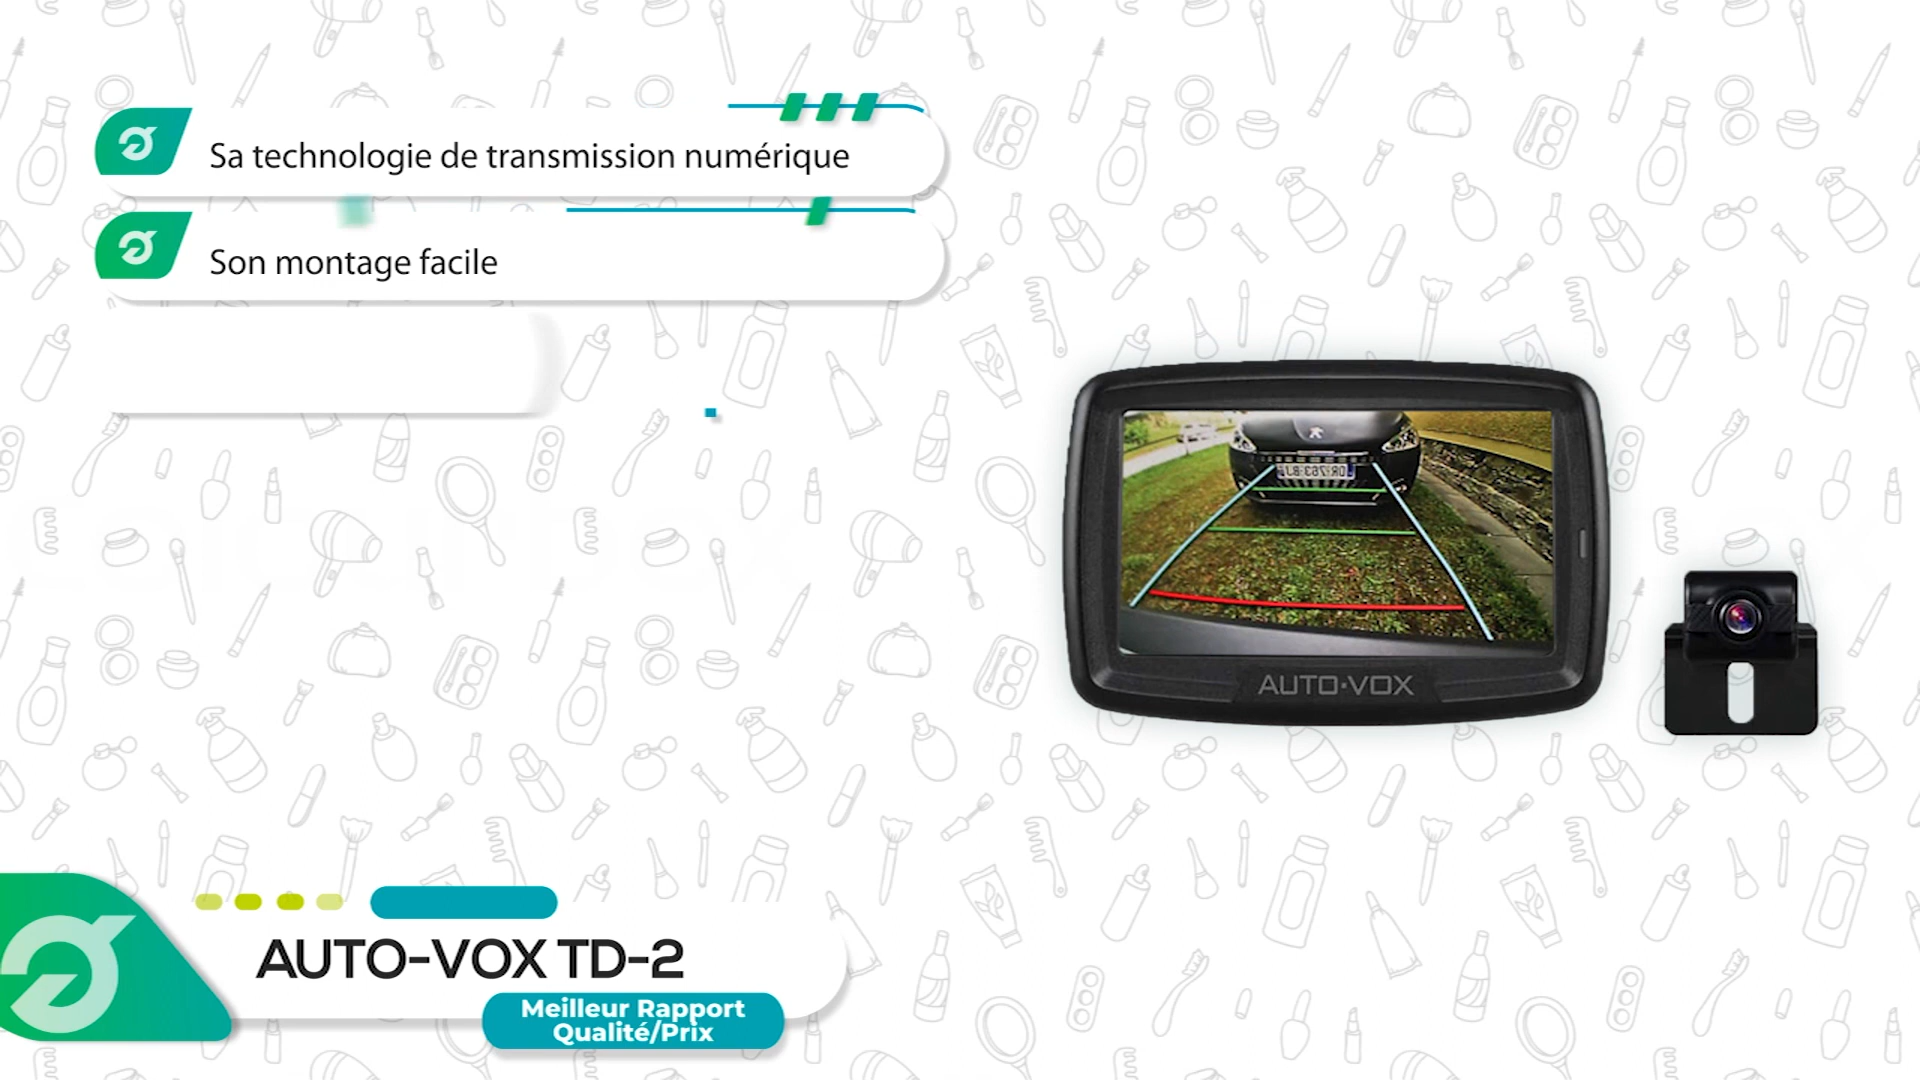 Sa technologie de transmission numérique
Son montage facile
AUTO-VOX
AUTO-VOX TD-2
Meilleur Rapport
Qualité/Prix